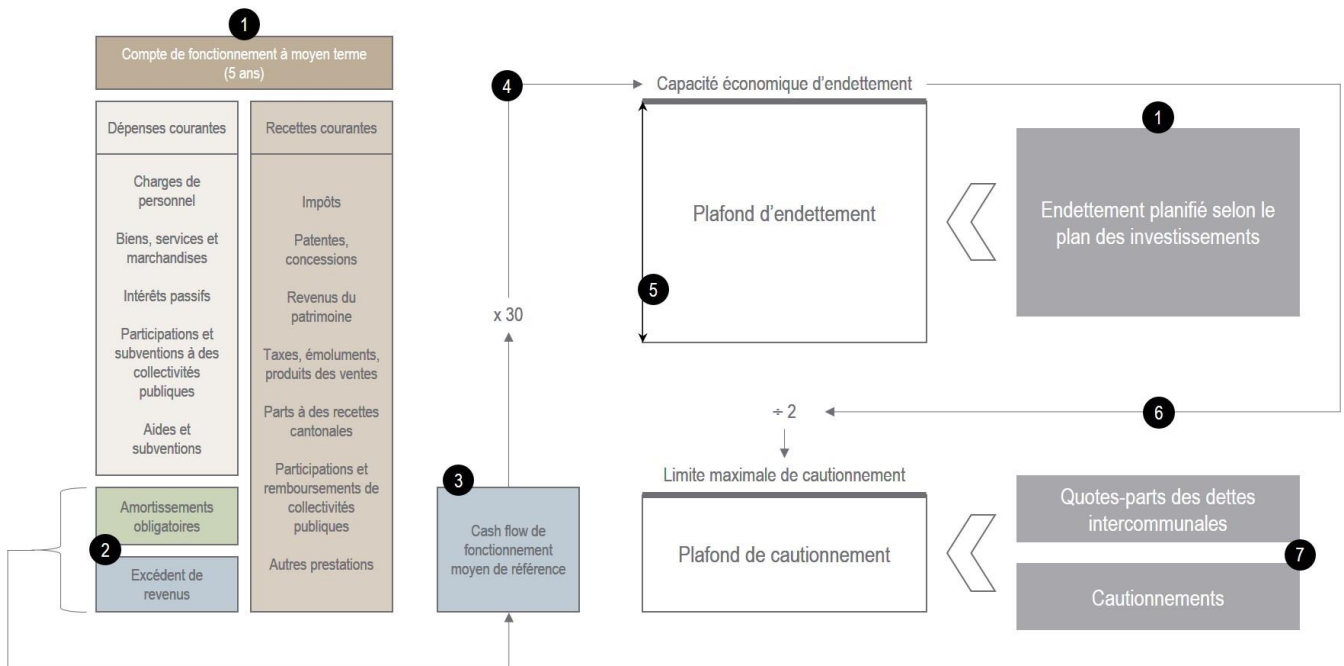 1
Compte de fonctionnement à moyen terme
(5 ans)
Dépenses courantes
Charges de
personnel
Biens, services et
marchandises
Intérêts passifs
Participations et
subventions à des
collectivités
publiques
Aides et
subventions
Amortissements
obligatoires
2
Excédent de
revenus
Recettes courantes
Impôts
Patentes,
concessions
Revenus du
patrimoine
Taxes, émoluments,
produits des ventes
Parts à des recettes
cantonales
Participations et
remboursements de
collectivités
publiques
Autres prestations
3
Cash flow de
fonctionnement
moyen de référence
x 30
4
Capacité économique d'endettement
Plafond d'endettement
5
1
Endettement planifié selon le
plan des investissements
6
÷ 2
Limite maximale de cautionnement
Plafond de cautionnement
Quotes-parts des dettes
intercommunales
7
Cautionnements